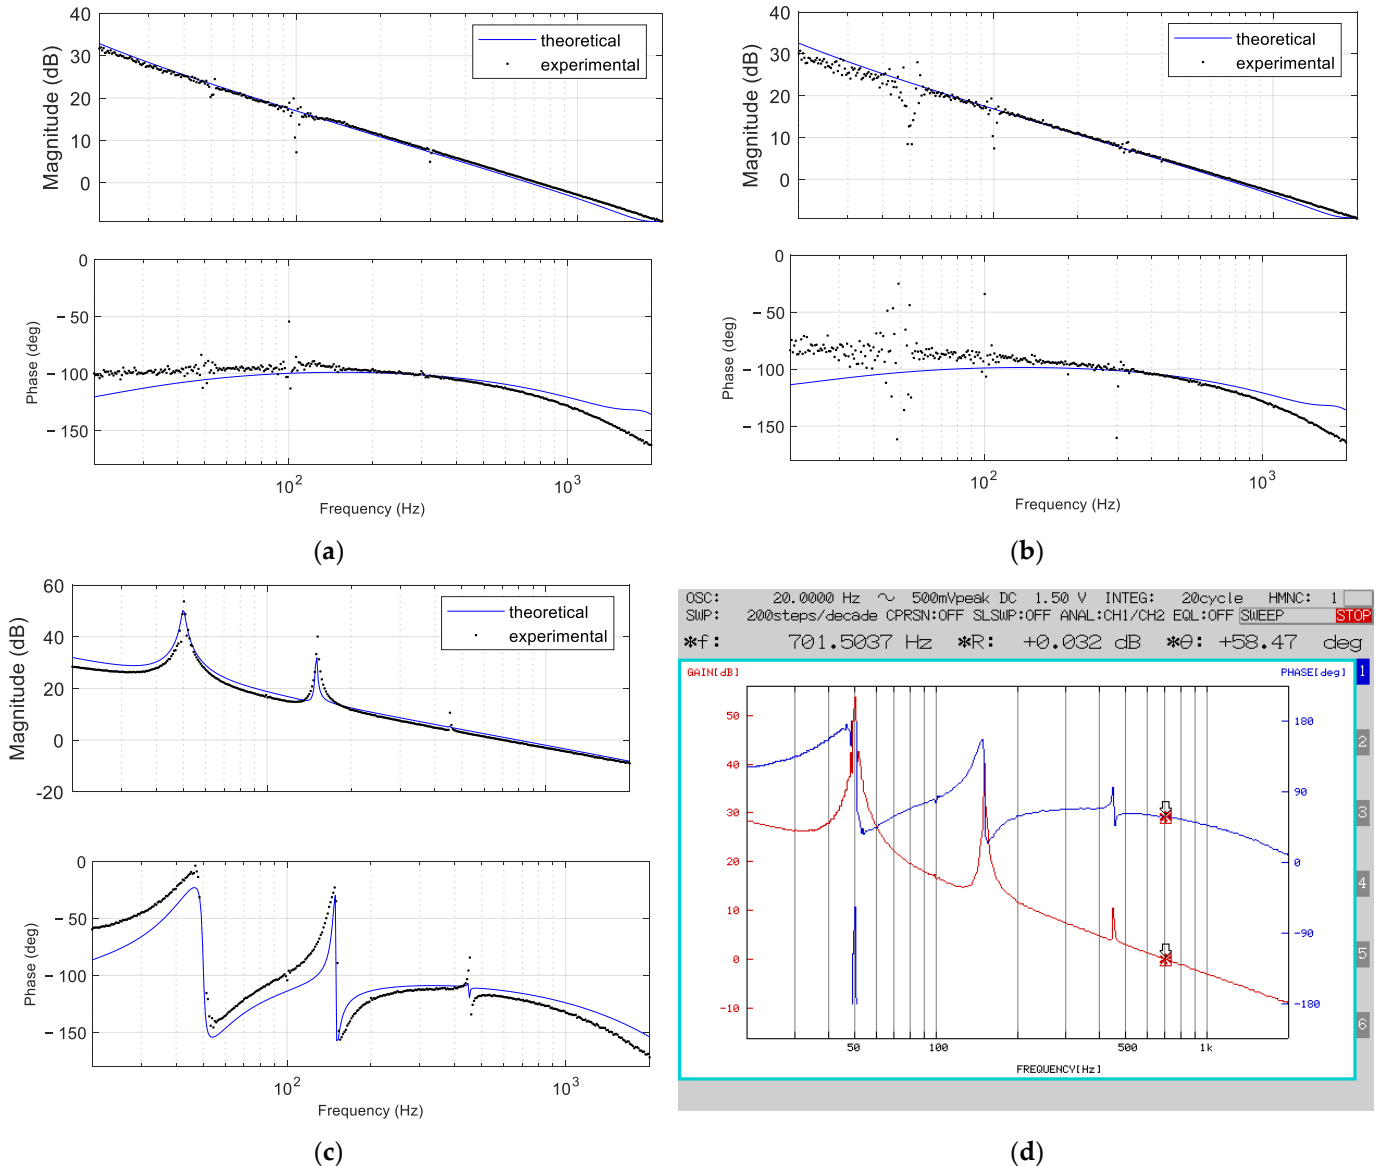 40
30
20
10
0
Magnitude (dB)
theoretical
experimental
0
− 50
− 100
− 150
Phase (deg)
10²
10³
Frequency (Hz)
(a)
40
30
20
10
0
Magnitude (dB)
theoretical
experimental
0
− 50
− 100
− 150
Phase (deg)
10²
10³
Frequency (Hz)
(b)
60
40
20
0
-20
Magnitude (dB)
theoretical
experimental
0
− 50
− 100
− 150
Phase (deg)
10²
10³
Frequency (Hz)
(c)
OSC: 20.0000 Hz ∿ 500mVpeak DC 1.50 V INTEG: 20cycle HMNC: 1
SWP: 200steps/decade CPRSN:OFF SLSWP:OFF ANAL:CH1/CH2 EQL:OFF SWEEP STOP
*f: 701.5037 Hz *R: +0.032 dB *θ: +58.47 deg
GAIN[dB] PHASE[deg] 1
50 180
2
40
90
30 3
20 0
4
10
-90
0 5
-10 -180
6
50 100 500 1k
FREQUENCY[Hz]
(d)